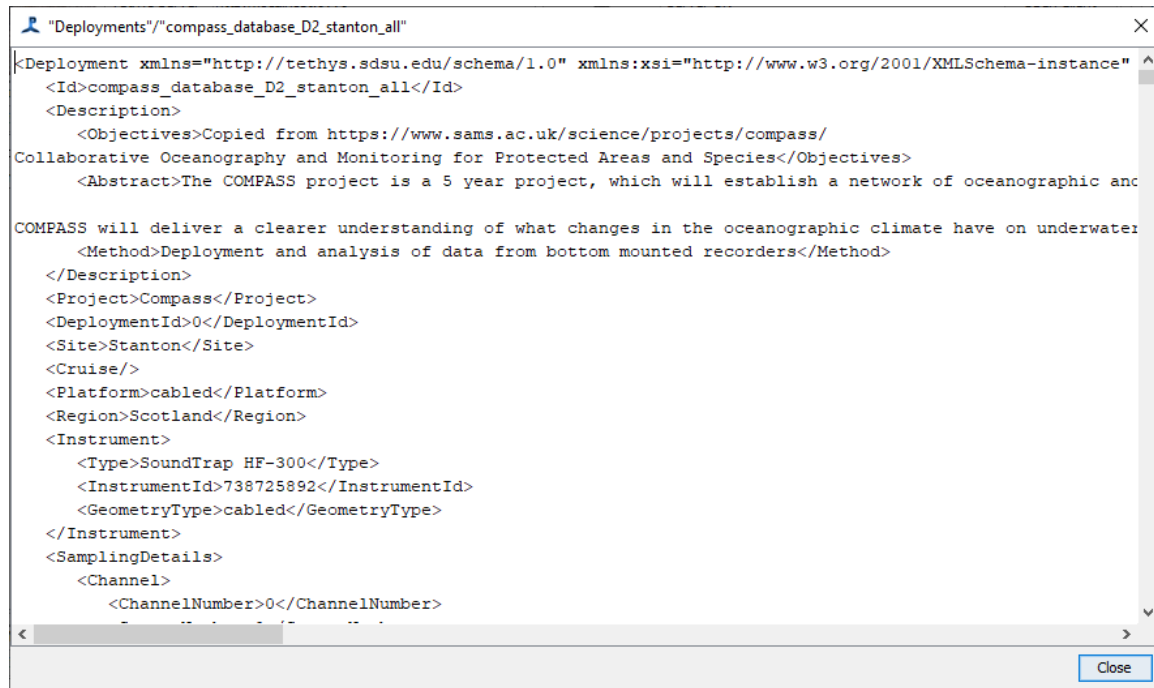 "Deployments"/"compass_database_D2_stanton_all"
<Deployment xmlns="http://tethys.sdsu.edu/schema/1.0" xmlns:xsi="http://www.w3.org/2001/XMLSchema-instance"
<Id>compass_database_D2_stanton_all</Id>
<Description>
<Objectives>Copied from https://www.sams.ac.uk/science/projects/compass/
Collaborative Oceanography and Monitoring for Protected Areas and Species</Objectives>
<Abstract>The COMPASS project is a 5 year project, which will establish a network of oceanographic and
COMPASS will deliver a clearer understanding of what changes in the oceanographic climate have on underwater
<Method>Deployment and analysis of data from bottom mounted recorders</Method>
</Description>
<Project>Compass</Project>
<DeploymentId>0</DeploymentId>
<Site>Stanton</Site>
<Cruise/>
<Platform>cabled</Platform>
<Region>Scotland</Region>
<Instrument>
<Type>SoundTrap HF-300</Type>
<InstrumentId>738725892</InstrumentId>
<GeometryType>cabled</GeometryType>
</Instrument>
<SamplingDetails>
<Channel>
<ChannelNumber>0</ChannelNumber>
Close